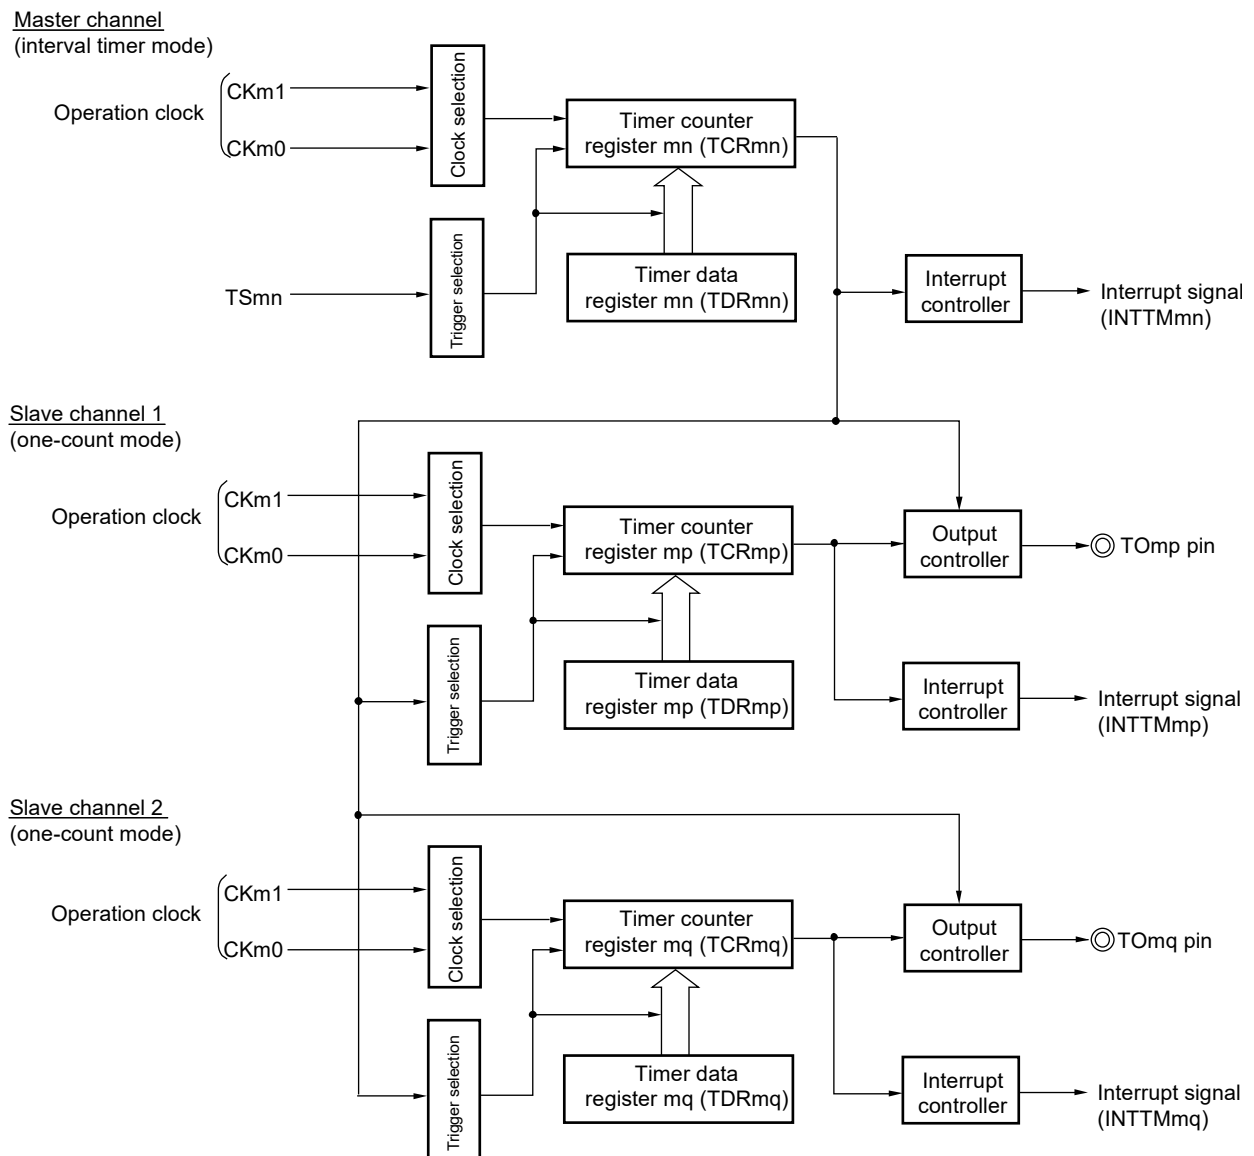 Master channel
(interval timer mode)
Operation clock
CKm1
CKm0
Clock selection
Timer counter
register mn (TCRmn)
TSmn
Trigger selection
Timer data
register mn (TDRmn)
Interrupt
controller
Interrupt signal
(INTTMmn)
Slave channel 1
(one-count mode)
Operation clock
CKm1
CKm0
Clock selection
Timer counter
register mp (TCRmp)
Output
controller
TOmp pin
Trigger selection
Timer data
register mp (TDRmp)
Interrupt
controller
Interrupt signal
(INTTMmp)
Slave channel 2
(one-count mode)
Operation clock
CKm1
CKm0
Clock selection
Timer counter
register mq (TCRmq)
Output
controller
TOmq pin
Trigger selection
Timer data
register mq (TDRmq)
Interrupt
controller
Interrupt signal
(INTTMmq)